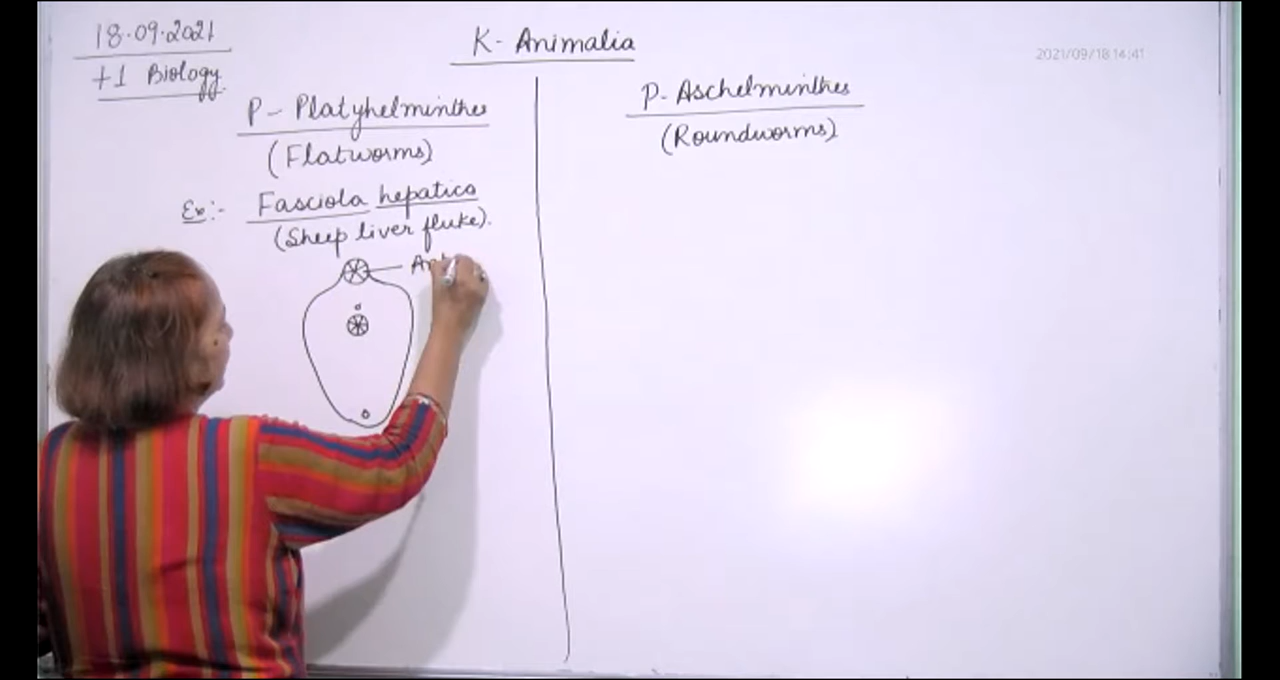 18.09.2021
+1 Biology
K- Animalia
2021/09/18 14:41
P - Platyhelminthes
(Flatworms)
Ex:- Fasciola hepatica
(Sheep liver fluke).
Ant
P- Aschelminthes
(Roundworms)